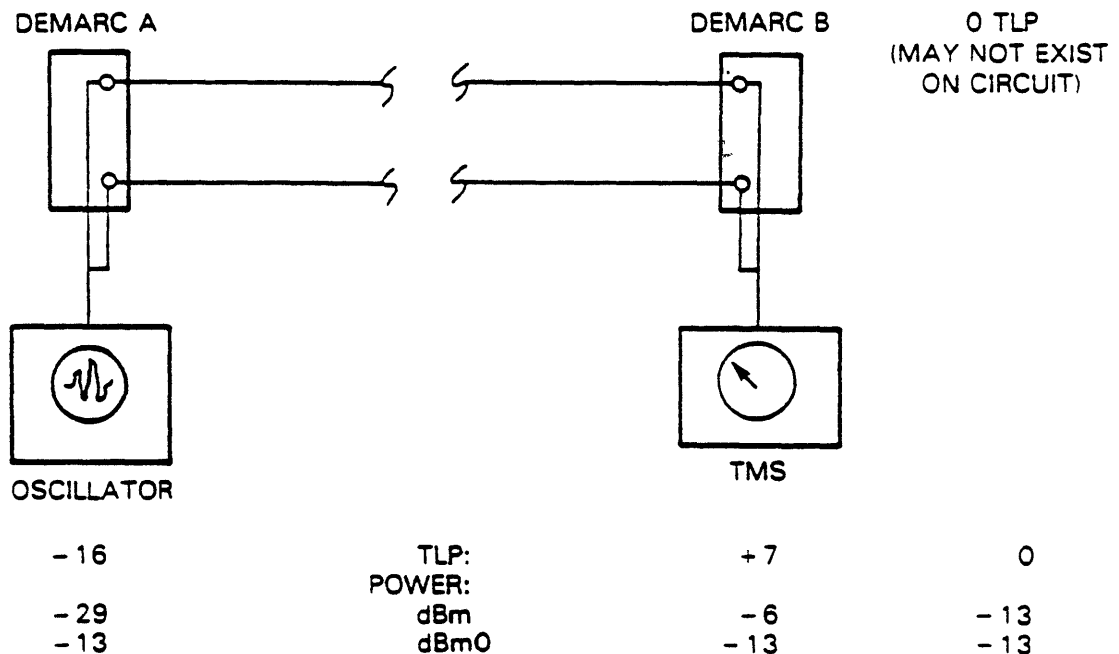 DEMARC A DEMARC B 0 TLP
(MAY NOT EXIST
ON CIRCUIT)
OSCILLATOR
TMS
-16 TLP: +7 0
POWER:
-29 dBm -6 -13
-13 dBm0 -13 -13